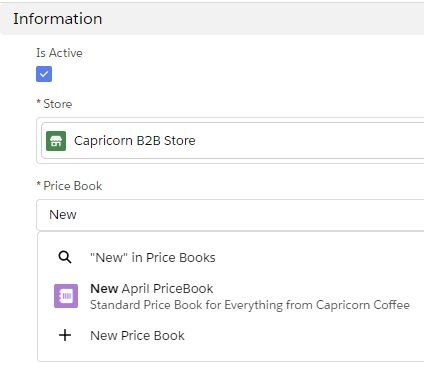 Information
Is Active
* Store
Capricorn B2B Store
* Price Book
New
"New" in Price Books
New April PriceBook
Standard Price Book for Everything from Capricorn Coffee
New Price Book